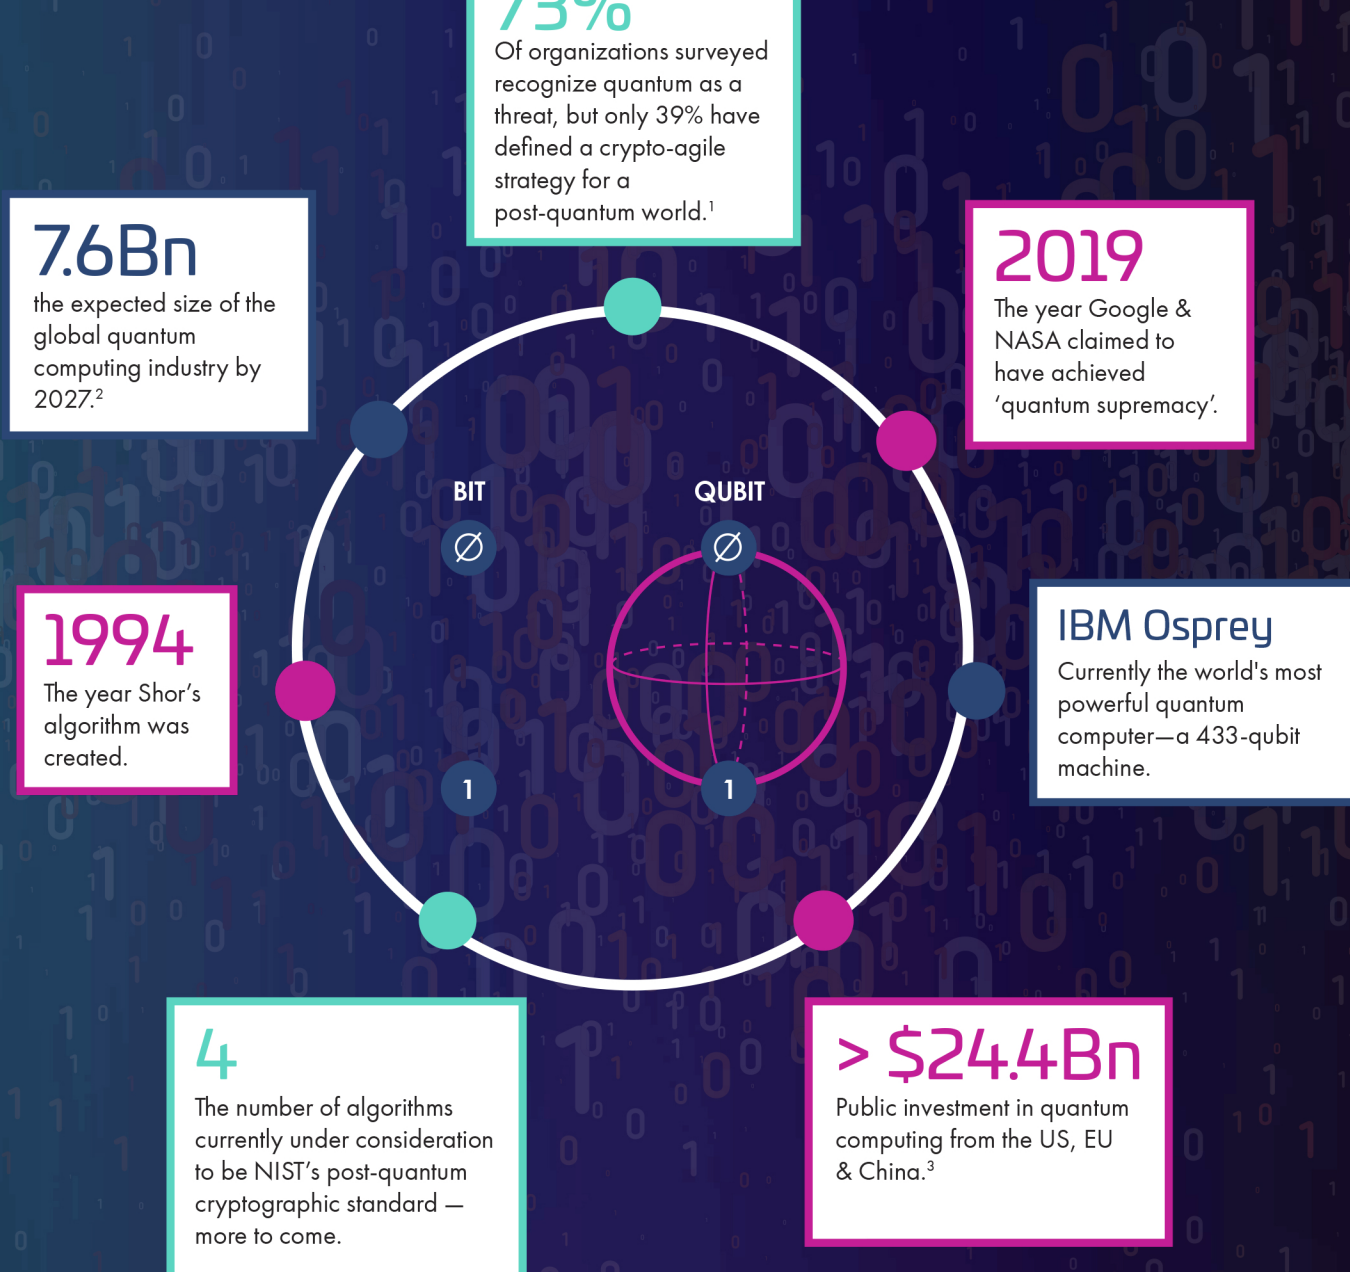 73%
Of organizations surveyed
recognize quantum as a
threat, but only 39% have
defined a crypto-agile
strategy for a
post-quantum world.¹
7.6Bn
the expected size of the
global quantum
computing industry by
2027.²
2019
The year Google &
NASA claimed to
have achieved
‘quantum supremacy’.
BIT
Ø
1
QUBIT
Ø
1
1994
The year Shor’s
algorithm was
created.
IBM Osprey
Currently the world's most
powerful quantum
computer—a 433-qubit
machine.
4
The number of algorithms
currently under consideration
to be NIST’s post-quantum
cryptographic standard —
more to come.
> $24.4Bn
Public investment in quantum
computing from the US, EU
& China.³